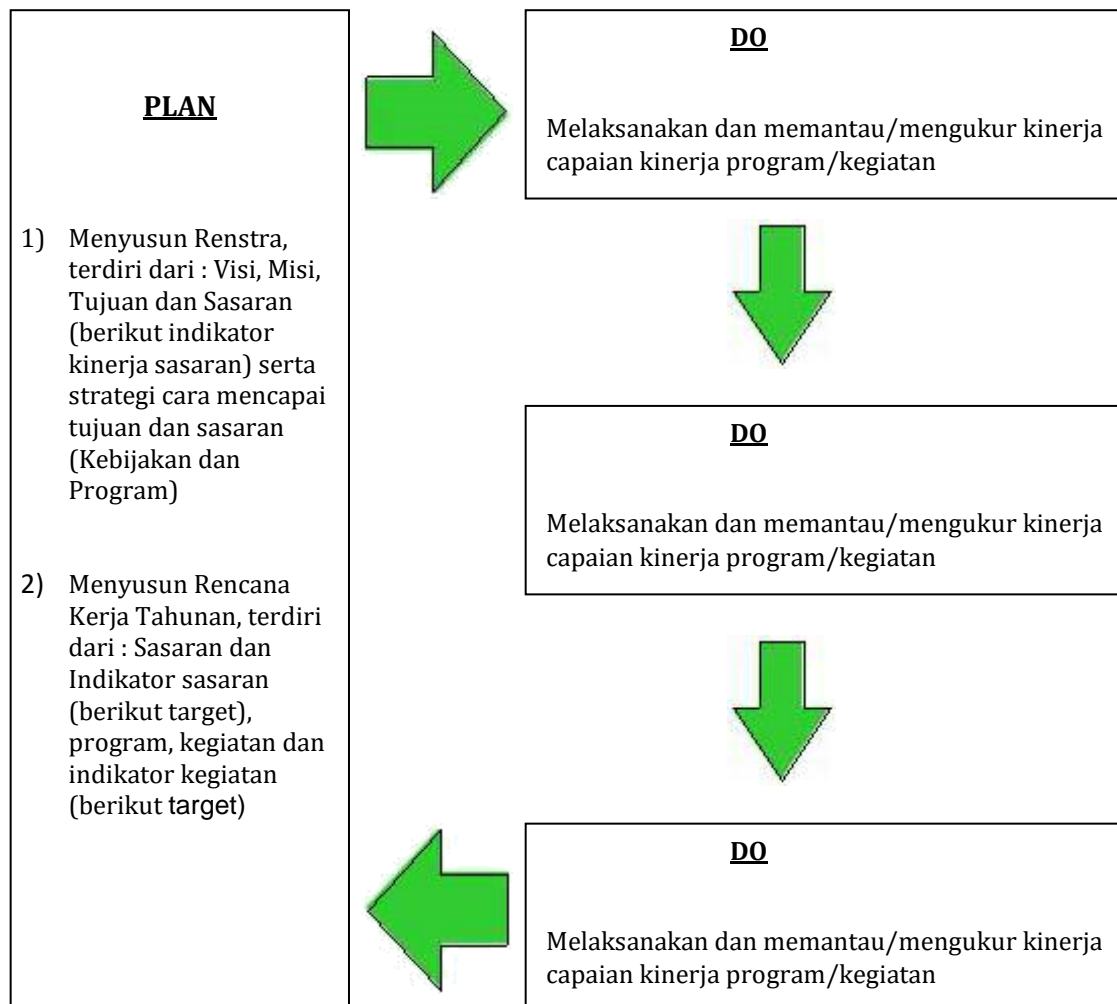 PLAN
1) Menyusun Renstra,
terdiri dari : Visi, Misi,
Tujuan dan Sasaran
(berikut indikator
kinerja sasaran) serta
strategi cara mencapai
tujuan dan sasaran
(Kebijakan dan
Program)
2) Menyusun Rencana
Kerja Tahunan, terdiri
dari : Sasaran dan
Indikator sasaran
(berikut target),
program, kegiatan dan
indikator kegiatan
(berikut target)
DO
Melaksanakan dan memantau/mengukur kinerja
capaian kinerja program/kegiatan
DO
Melaksanakan dan memantau/mengukur kinerja
capaian kinerja program/kegiatan
DO
Melaksanakan dan memantau/mengukur kinerja
capaian kinerja program/kegiatan